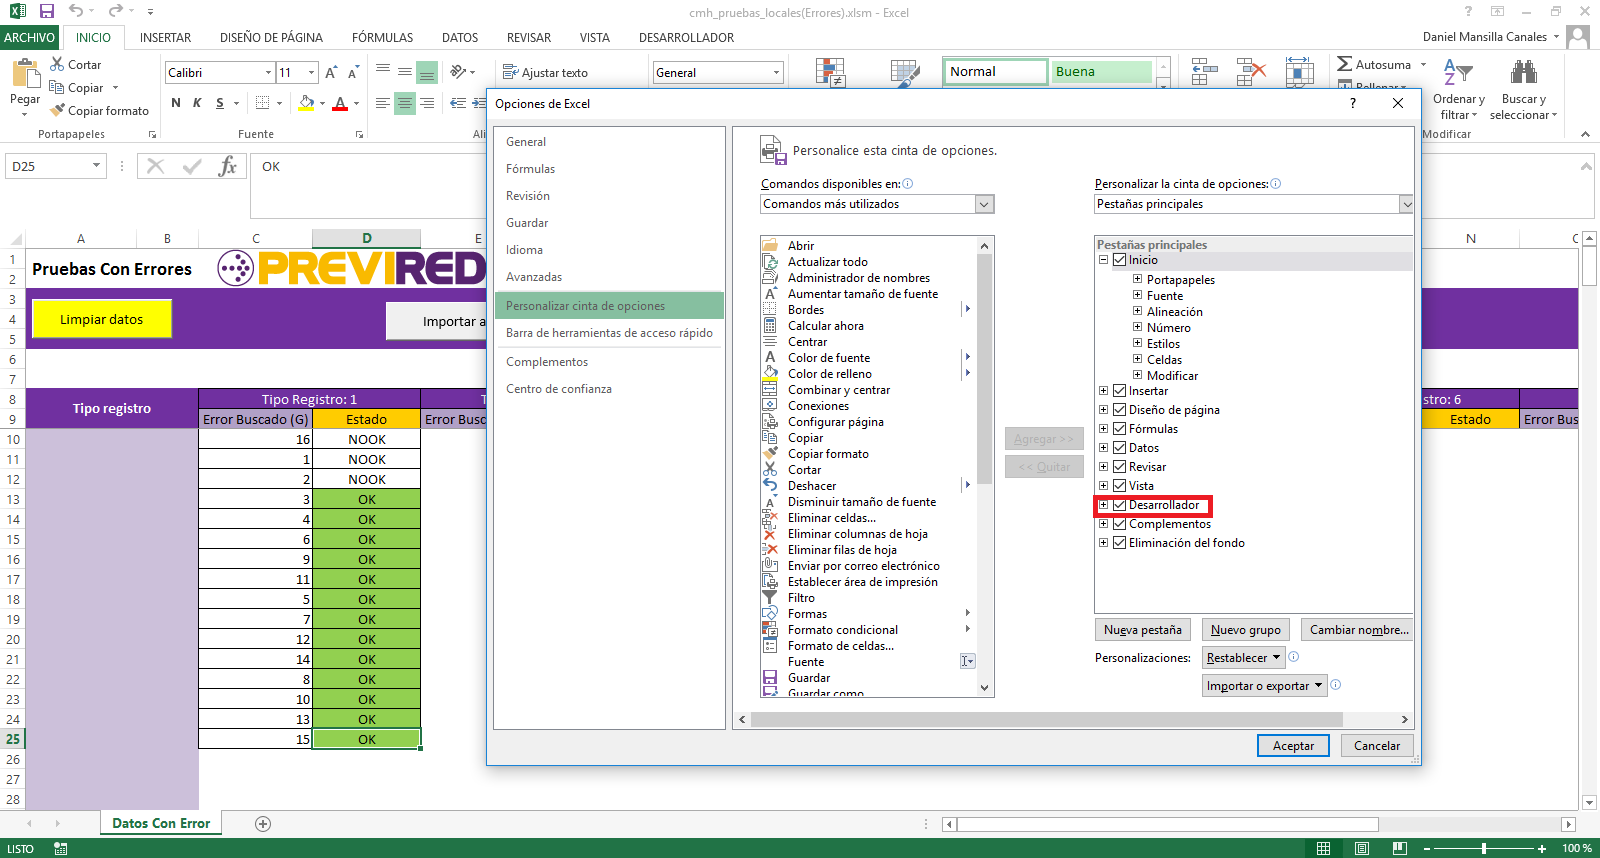 cmh_pruebas_locales(Errores).xlsm - Excel
ARCHIVO INICIO INSERTAR DISEÑO DE PÁGINA FÓRMULAS DATOS REVISAR VISTA DESARROLLADOR Daniel Mansilla Canales
Pegar
Cortar
Copiar
Copiar formato
Portapapeles
Calibri 11
N K S
Fuente
Ajustar texto
General
Normal Buena
Autosuma
Rellenar
Ordenar y filtrar
Buscar y seleccionar
Modificar
D25 fx OK
A B C D E N
Pruebas Con Errores PREVIRED
Limpiar datos Importar a
Tipo registro
Tipo Registro: 1
Error Buscado (G) Estado Error Busc
stro: 6
Estado Error Bus
1
2
3
4
5
6
7
8
9
10 16 NOOK
11 1 NOOK
12 2 NOOK
13 3 OK
14 4 OK
15 6 OK
16 9 OK
17 11 OK
18 5 OK
19 7 OK
20 12 OK
21 14 OK
22 8 OK
23 10 OK
24 13 OK
25 15 OK
26
27
28
Datos Con Error
LISTO 100 %
Opciones de Excel ?
General
Fórmulas
Revisión
Guardar
Idioma
Avanzadas
Personalizar cinta de opciones
Barra de herramientas de acceso rápido
Complementos
Centro de confianza
Personalice esta cinta de opciones.
Comandos disponibles en:
Comandos más utilizados
Abrir
Actualizar todo
Administrador de nombres
Aumentar tamaño de fuente
Bordes
Calcular ahora
Centrar
Color de fuente
Color de relleno
Combinar y centrar
Conexiones
Configurar página
Copiar
Copiar formato
Cortar
Deshacer
Disminuir tamaño de fuente
Eliminar celdas...
Eliminar columnas de hoja
Eliminar filas de hoja
Enviar por correo electrónico
Establecer área de impresión
Filtro
Formas
Formato condicional
Formato de celdas...
Fuente
Guardar
Guardar como
Agregar >>
<< Quitar
Personalizar la cinta de opciones:
Pestañas principales
Pestañas principales
Inicio
Portapapeles
Fuente
Alineación
Número
Estilos
Celdas
Modificar
Insertar
Diseño de página
Fórmulas
Datos
Revisar
Vista
Desarrollador
Complementos
Eliminación del fondo
Nueva pestaña Nuevo grupo Cambiar nombre...
Personalizaciones: Restablecer
Importar o exportar
Aceptar Cancelar